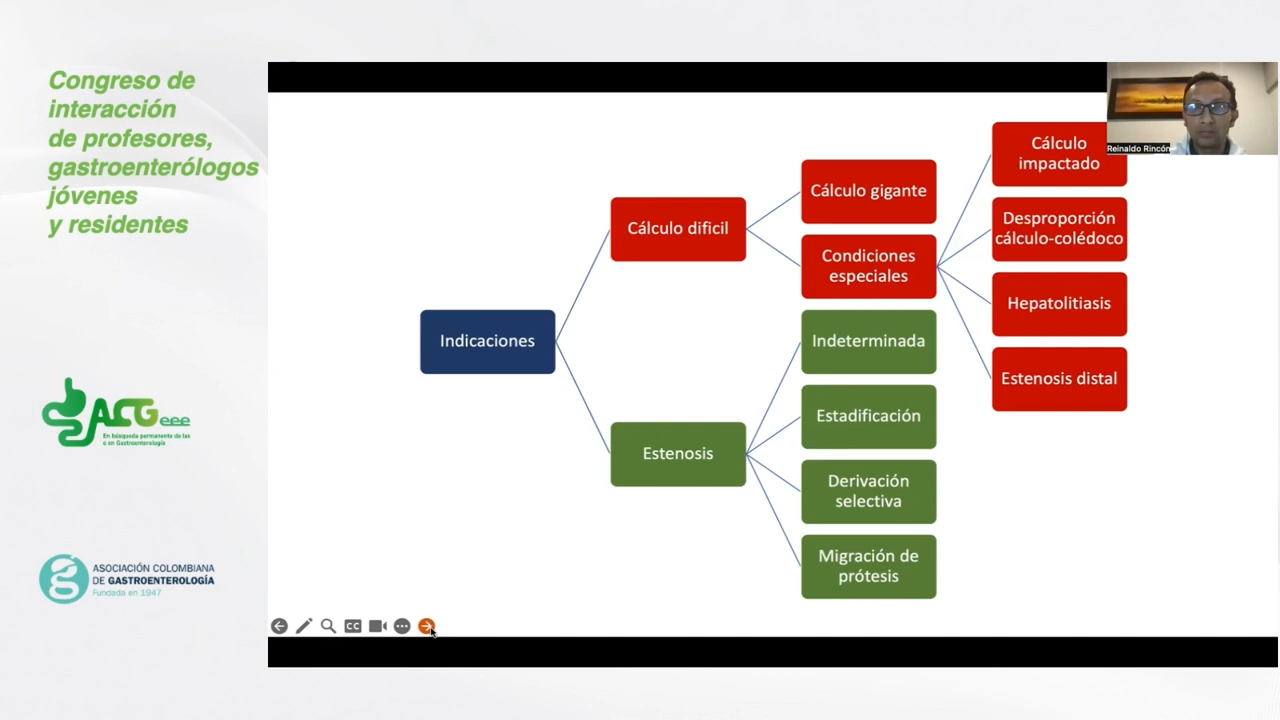 Congreso de
interacción
de profesores,
gastroenterólogos
jóvenes
y residentes
ACGeee
En búsqueda permanente de las
e en Gastroenterología
ASOCIACIÓN COLOMBIANA
DE GASTROENTEROLOGÍA
Fundada en 1947
Indicaciones
Cálculo dificil
Cálculo gigante
Condiciones
especiales
Cálculo
impactado
Desproporción
cálculo-colédoco
Hepatolitiasis
Estenosis distal
Estenosis
Indeterminada
Estadificación
Derivación
selectiva
Migración de
prótesis
Reinaldo Rincón
CC